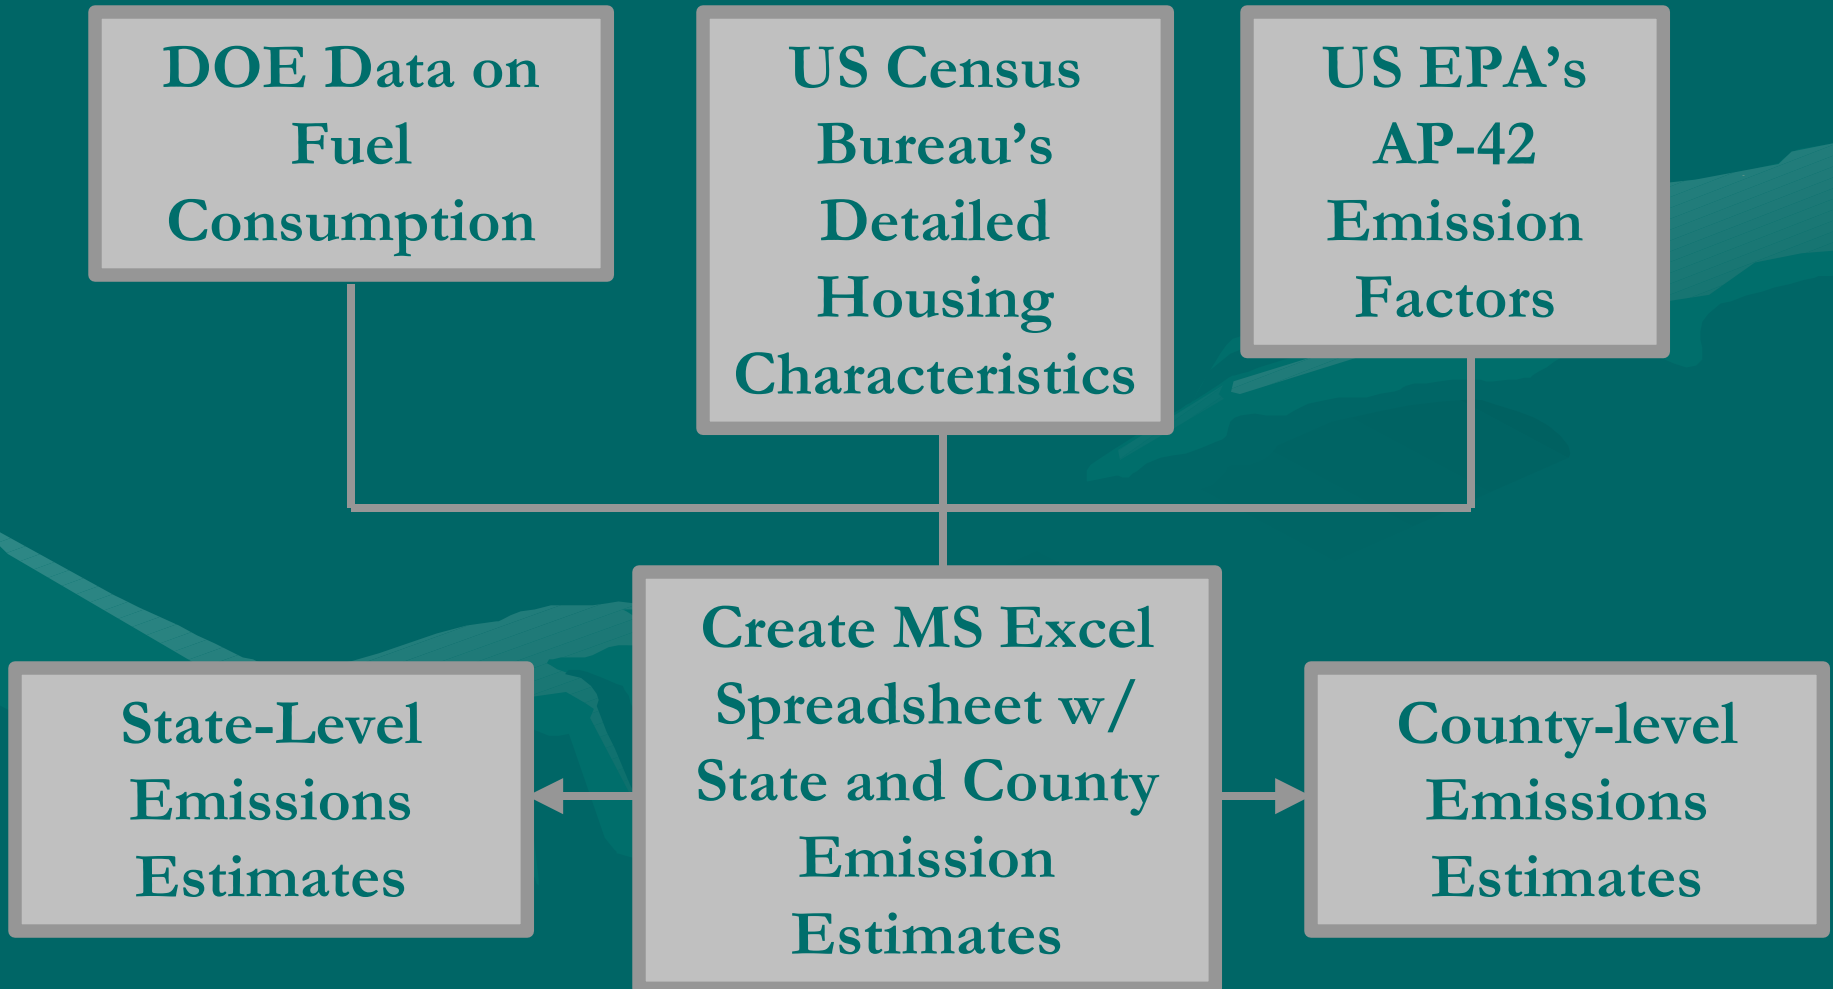 DOE Data on
Fuel
Consumption
US Census
Bureau’s
Detailed
Housing
Characteristics
US EPA’s
AP-42
Emission
Factors
State-Level
Emissions
Estimates
Create MS Excel
Spreadsheet w/
State and County
Emission
Estimates
County-level
Emissions
Estimates